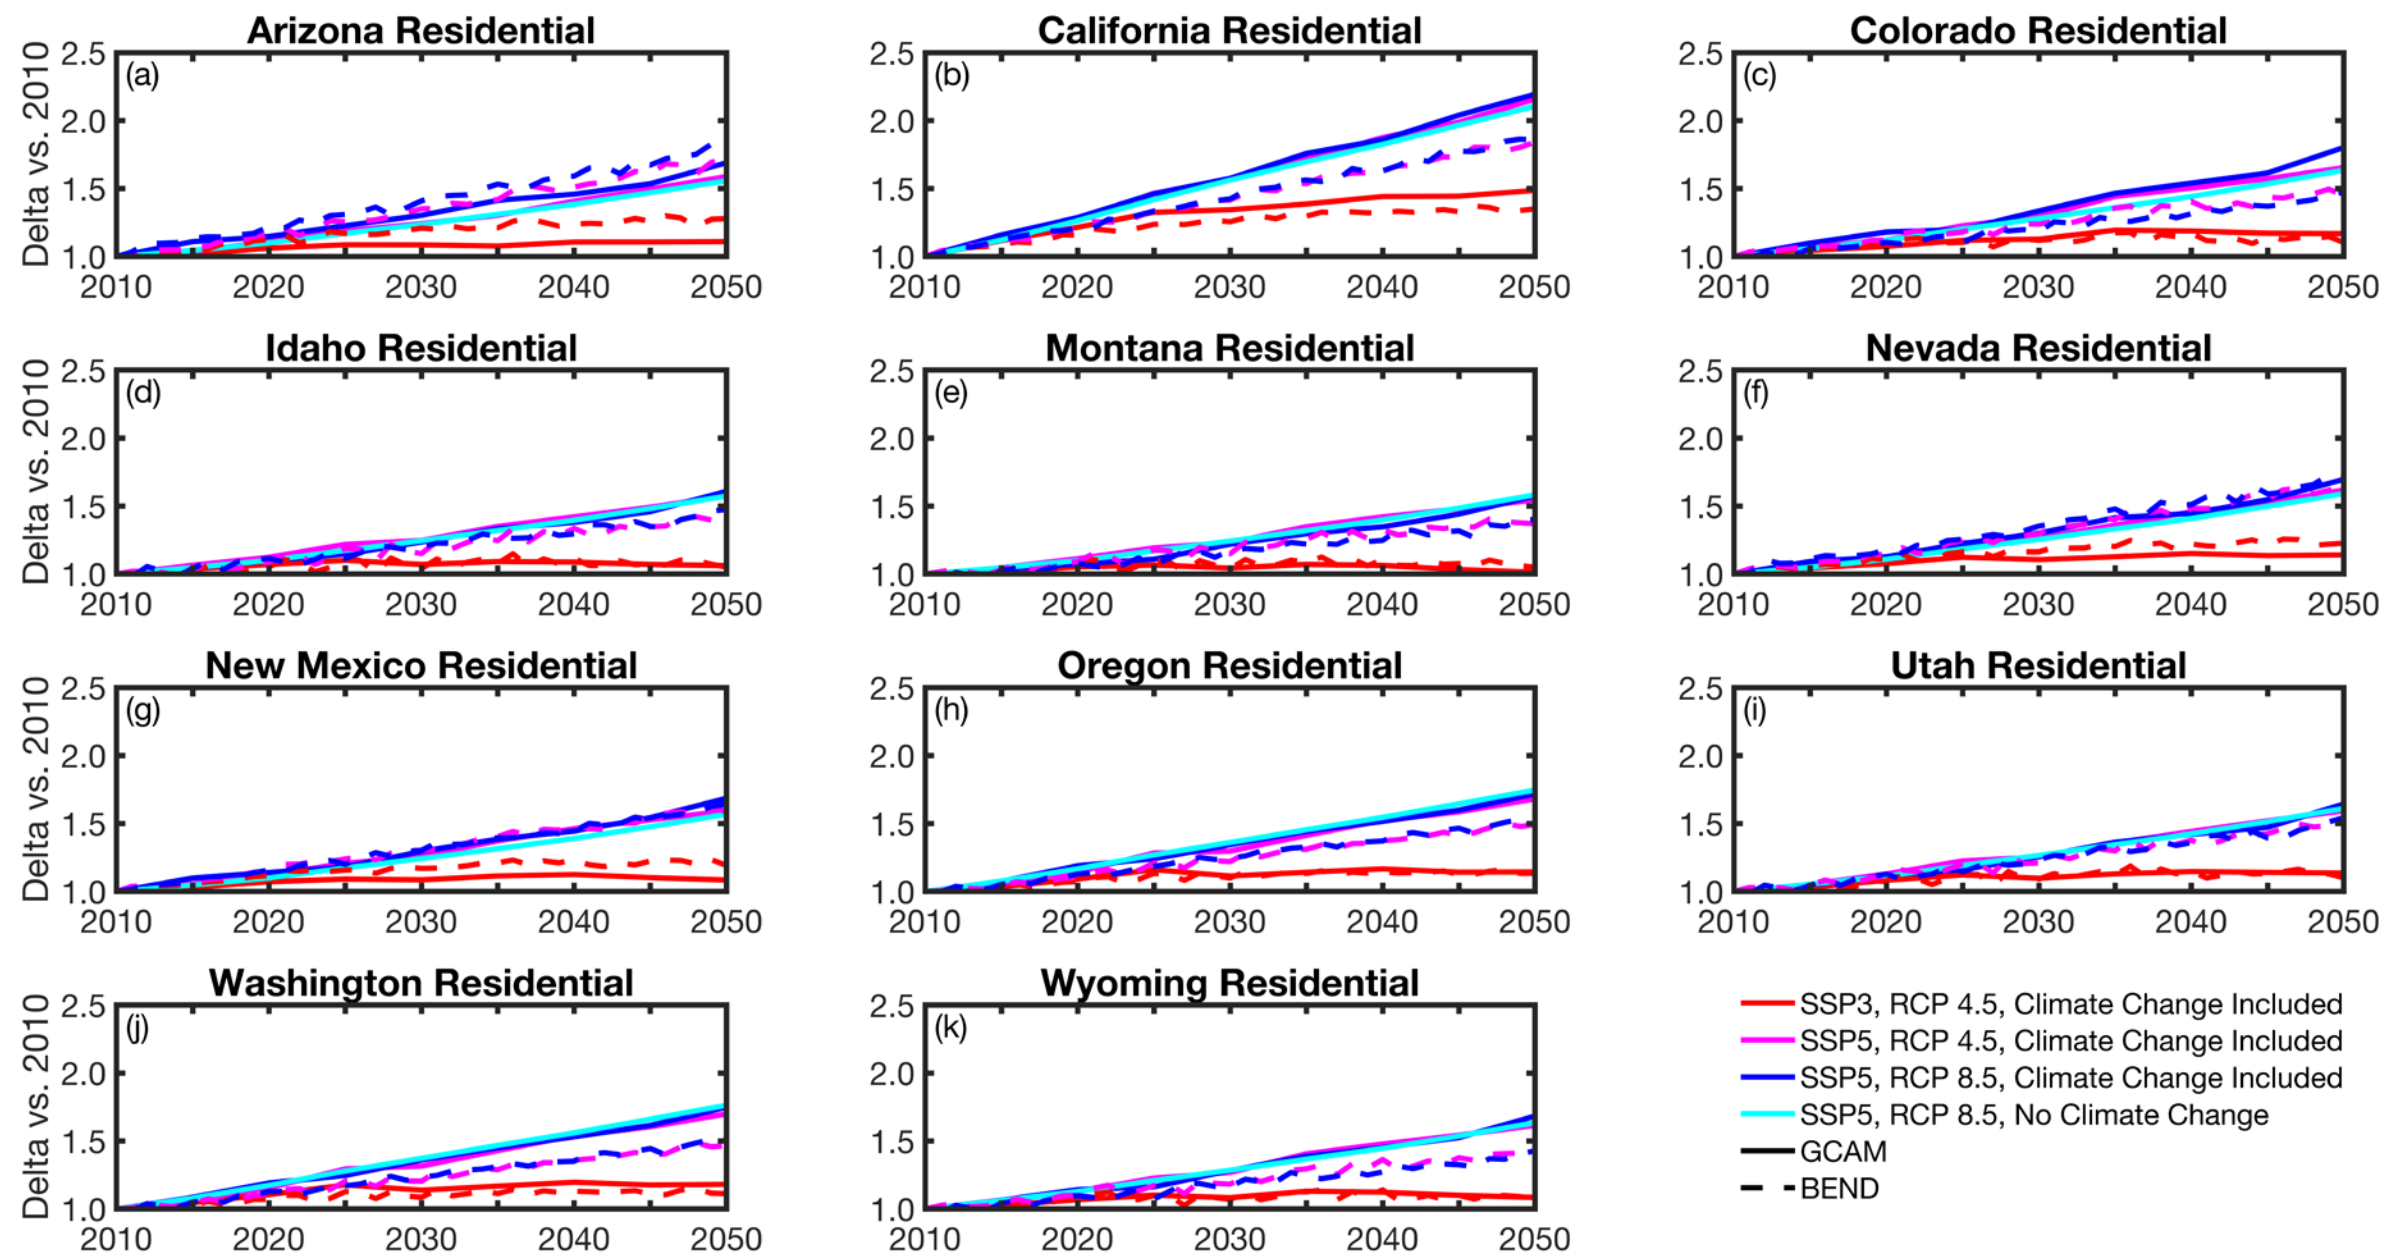 Arizona Residential California Residential Colorado Residential
Delta vs. 2010
2.5 2.0 1.5 1.0
(a)
2010 2020 2030 2040 2050
2.5 2.0 1.5 1.0
(b)
2010 2020 2030 2040 2050
2.5 2.0 1.5 1.0
(c)
2010 2020 2030 2040 2050
Idaho Residential Montana Residential Nevada Residential
Delta vs. 2010
2.5 2.0 1.5 1.0
(d)
2010 2020 2030 2040 2050
2.5 2.0 1.5 1.0
(e)
2010 2020 2030 2040 2050
2.5 2.0 1.5 1.0
(f)
2010 2020 2030 2040 2050
New Mexico Residential Oregon Residential Utah Residential
Delta vs. 2010
2.5 2.0 1.5 1.0
(g)
2010 2020 2030 2040 2050
2.5 2.0 1.5 1.0
(h)
2010 2020 2030 2040 2050
2.5 2.0 1.5 1.0
(i)
2010 2020 2030 2040 2050
Washington Residential Wyoming Residential
Delta vs. 2010
2.5 2.0 1.5 1.0
(j)
2010 2020 2030 2040 2050
2.5 2.0 1.5 1.0
(k)
2010 2020 2030 2040 2050
SSP3, RCP 4.5, Climate Change Included
SSP5, RCP 4.5, Climate Change Included
SSP5, RCP 8.5, Climate Change Included
SSP5, RCP 8.5, No Climate Change
GCAM
BEND